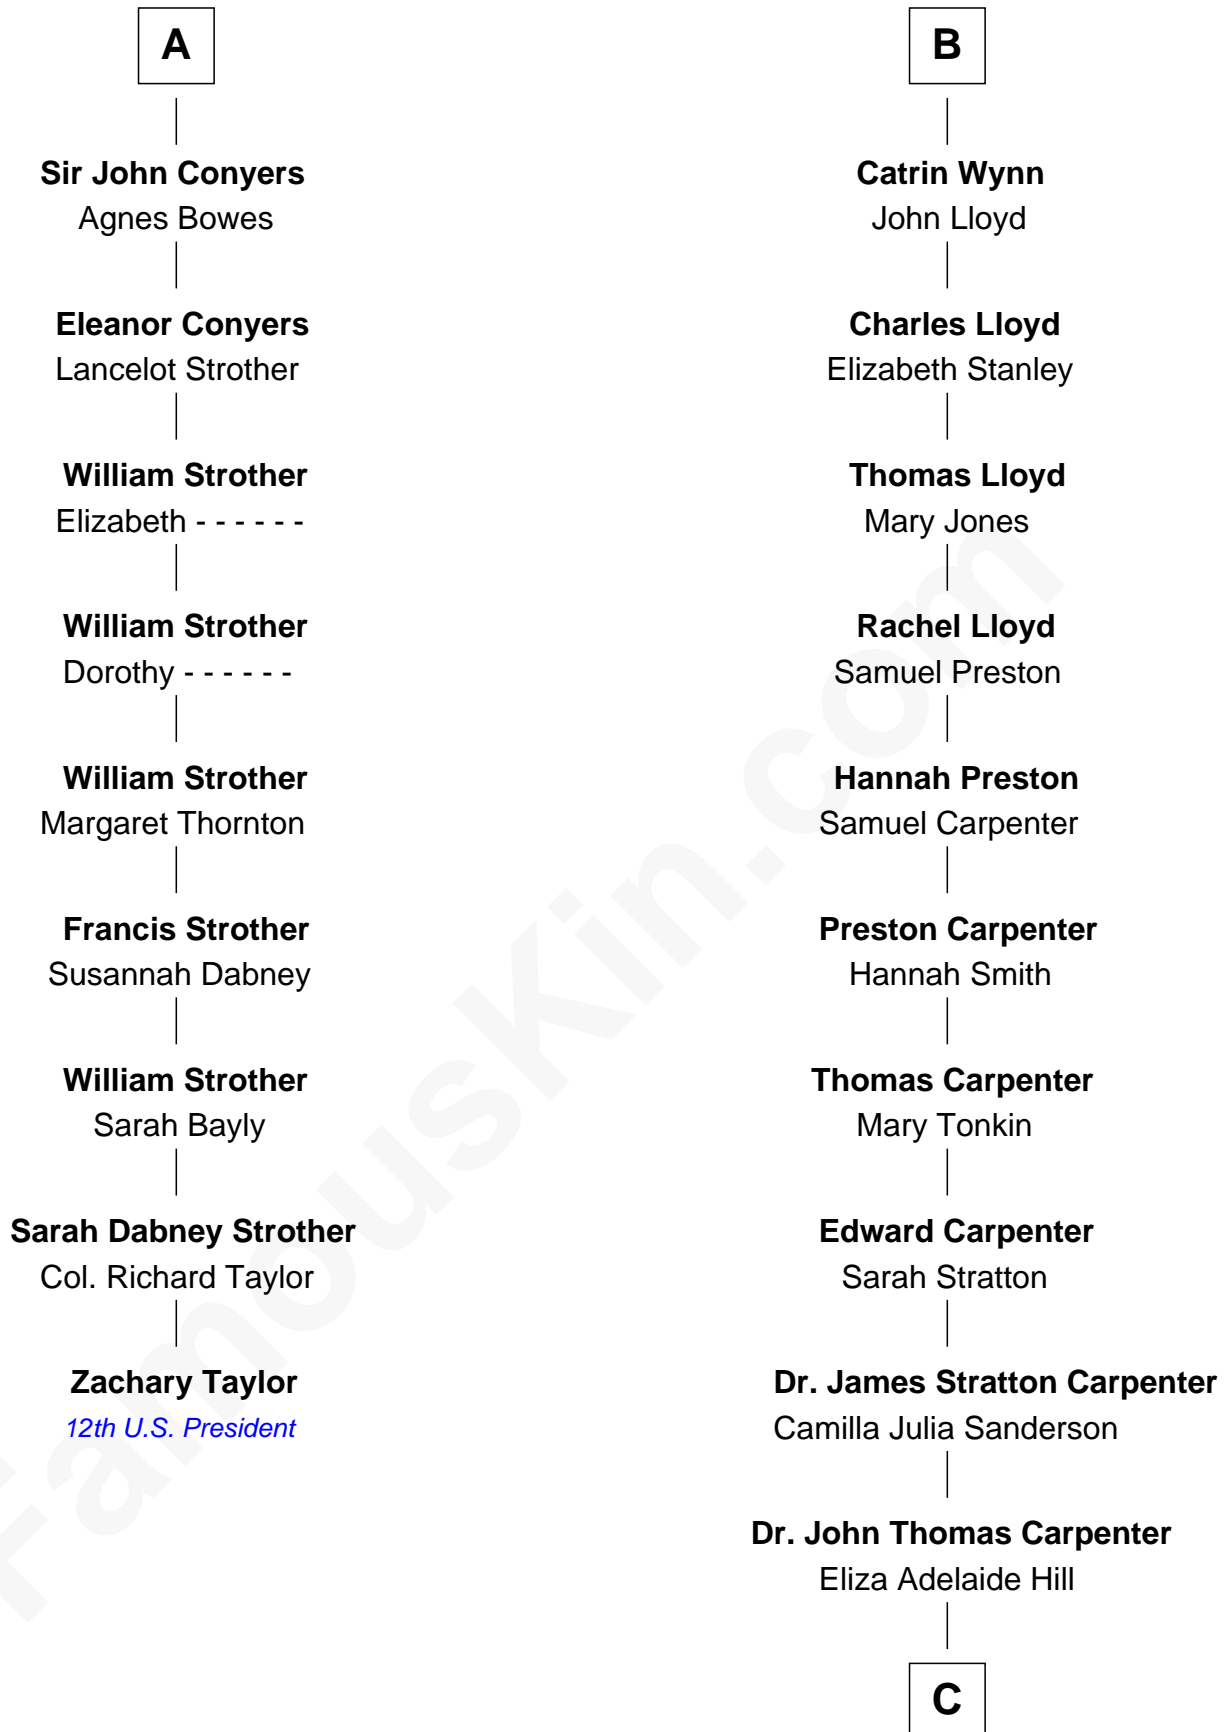 A
Sir John Conyers
Agnes Bowes
Eleanor Conyers
Lancelot Strother
William Strother
Elizabeth - - - - - -
William Strother
Dorothy - - - - - -
William Strother
Margaret Thornton
Francis Strother
Susannah Dabney
William Strother
Sarah Bayly
Sarah Dabney Strother
Col. Richard Taylor
Zachary Taylor
12th U.S. President
B
Catrin Wynn
John Lloyd
Charles Lloyd
Elizabeth Stanley
Thomas Lloyd
Mary Jones
Rachel Lloyd
Samuel Preston
Hannah Preston
Samuel Carpenter
Preston Carpenter
Hannah Smith
Thomas Carpenter
Mary Tonkin
Edward Carpenter
Sarah Stratton
Dr. James Stratton Carpenter
Camilla Julia Sanderson
Dr. John Thomas Carpenter
Eliza Adelaide Hill
C
FamousKin.com